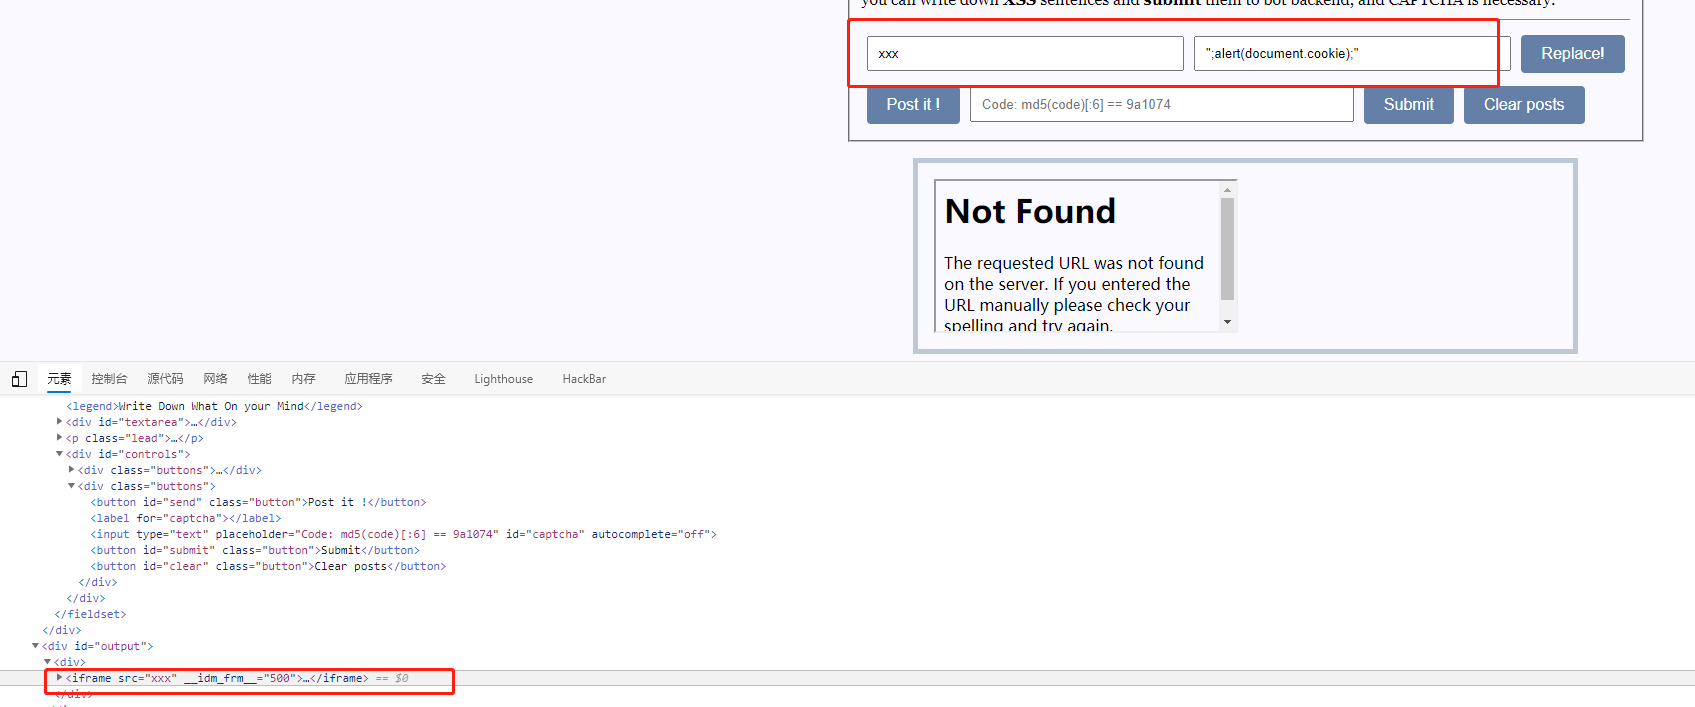 you can write down XSS sentences and submit them to bot backend, and CAPTCHA is necessary.
xxx ";alert(document.cookie);" Replace!
Post it ! Code: md5(code)[:6] == 9a1074 Submit Clear posts
Not Found
The requested URL was not found
on the server. If you entered the
URL manually please check your
spelling and try again.
元素 控制台 源代码 网络 性能 内存 应用程序 安全 Lighthouse HackBar
<legend>Write Down What On your Mind</legend>
<div id="textarea">…</div>
<p class="lead">…</p>
<div id="controls">
<div class="buttons">…</div>
<div class="buttons">
<button id="send" class="button">Post it !</button>
<label for="captcha"></label>
<input type="text" placeholder="Code: md5(code)[:6] == 9a1074" id="captcha" autocomplete="off">
<button id="submit" class="button">Submit</button>
<button id="clear" class="button">Clear posts</button>
</div>
</div>
</fieldset>
</div>
<div id="output">
<div>
<iframe src="xxx" __idm_frm__="500">…</iframe> == $0
</div>